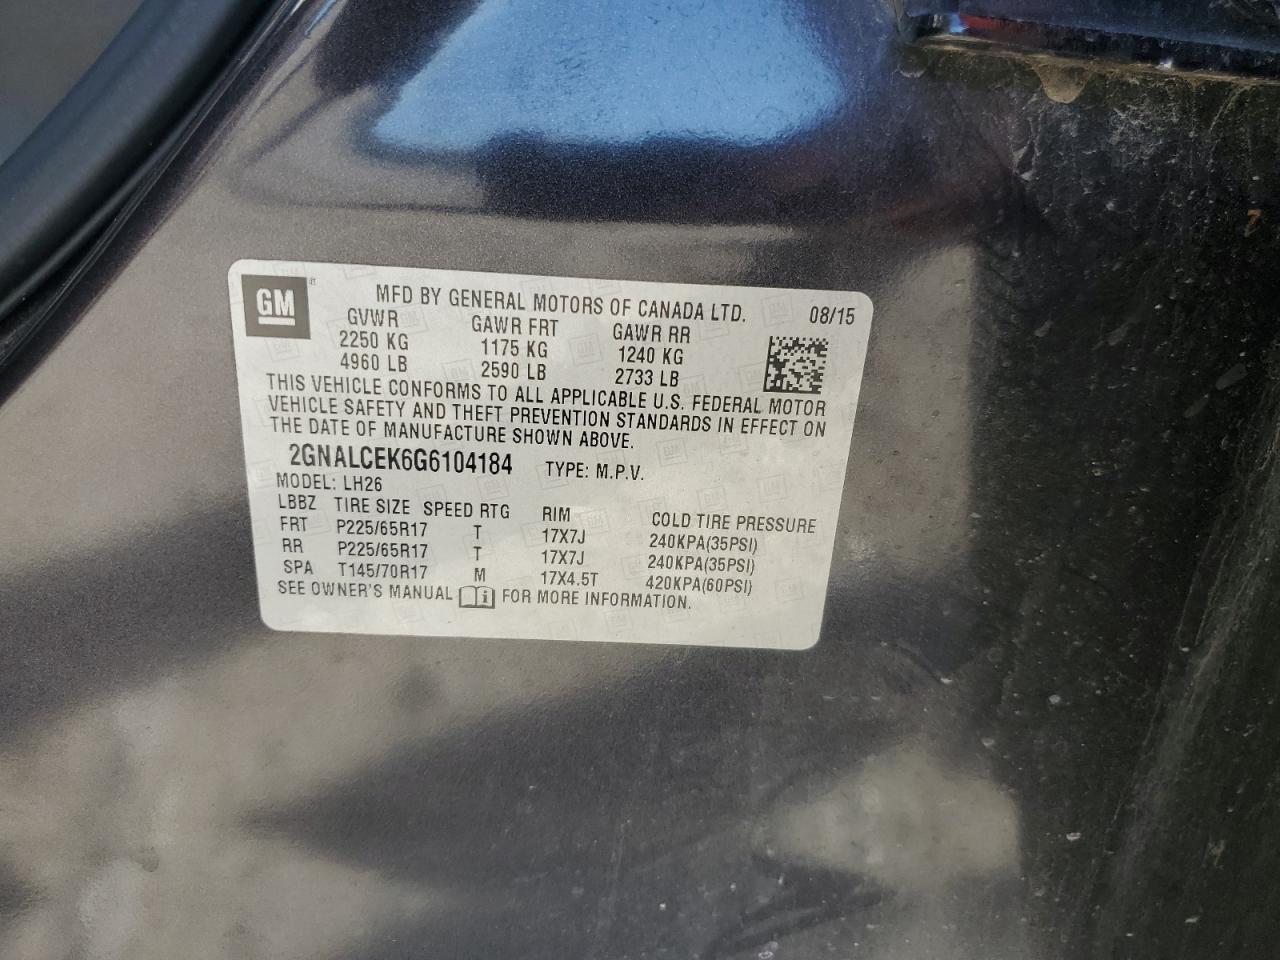 GM MFD BY GENERAL MOTORS OF CANADA LTD. 08/15
GVWR GAWR FRT GAWR RR
2250 KG 1175 KG 1240 KG
4960 LB 2590 LB 2733 LB
THIS VEHICLE CONFORMS TO ALL APPLICABLE U.S. FEDERAL MOTOR
VEHICLE SAFETY AND THEFT PREVENTION STANDARDS IN EFFECT ON
THE DATE OF MANUFACTURE SHOWN ABOVE.
2GNALCEK6G6104184 TYPE: M.P.V.
MODEL: LH26
LBBZ TIRE SIZE SPEED RTG RIM COLD TIRE PRESSURE
FRT P225/65R17 T 17X7J 240KPA(35PSI)
RR P225/65R17 T 17X7J 240KPA(35PSI)
SPA T145/70R17 M 17X4.5T 420KPA(60PSI)
SEE OWNER'S MANUAL i FOR MORE INFORMATION.